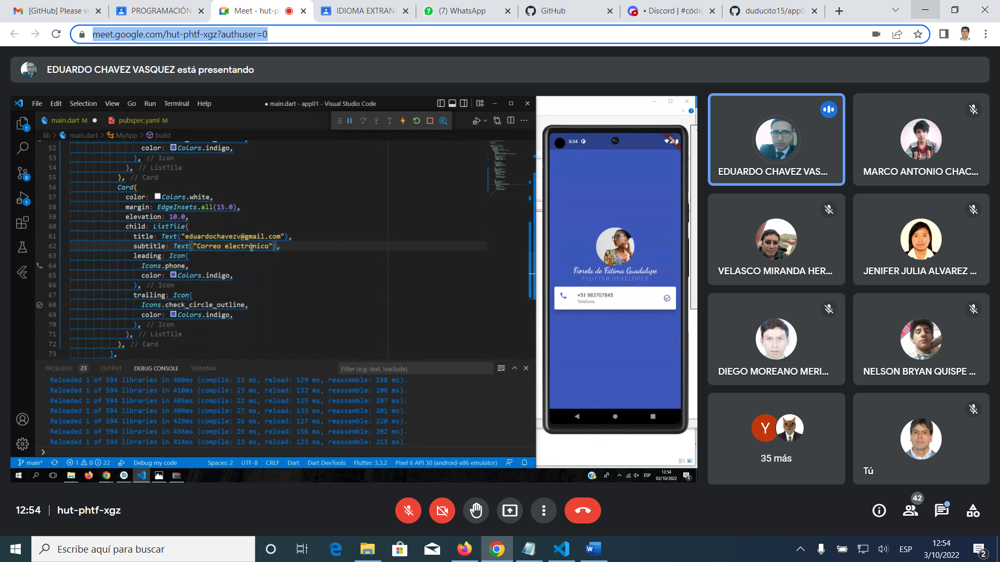 [GitHub] Please ve
PROGRAMACIÓN
Meet - hut-p
IDIOMA EXTRAN
(7) WhatsApp
GitHub
• Discord | #códig
duducito15/app0
meet.google.com/hut-phtf-xgz?authuser=0
EDUARDO CHAVEZ VASQUEZ está presentando
File Edit Selection View Go Run Terminal Help
● main.dart - app01 - Visual Studio Code
main.dart M
pubspec.yaml M
lib > main.dart > MyApp > build
52 color: Colors.indigo,
53 ), // Icon
54 ), // ListTile
55 ), // Card
56 Card(
57 color: Colors.white,
58 margin: EdgeInsets.all(15.0),
59 elevation: 10.0,
60 child: ListTile(
61 title: Text("eduardochavezv@gmail.com"),
62 subtitle: Text("Correo electrónico"),
63 leading: Icon(
64 Icons.phone,
65 color: Colors.indigo,
66 ), // Icon
67 trailing: Icon(
68 Icons.check_circle_outline,
69 color: Colors.indigo,
70 ), // Icon
71 ), // ListTile
72 ), // Card
73 ],
PROBLEMS 23 OUTPUT DEBUG CONSOLE TERMINAL
Filter (e.g. text, !exclude)
Reloaded 1 of 594 libraries in 400ms (compile: 23 ms, reload: 129 ms, reassemble: 198 ms).
Reloaded 1 of 594 libraries in 410ms (compile: 23 ms, reload: 132 ms, reassemble: 206 ms).
Reloaded 1 of 594 libraries in 405ms (compile: 22 ms, reload: 125 ms, reassemble: 207 ms).
Reloaded 1 of 594 libraries in 409ms (compile: 27 ms, reload: 133 ms, reassemble: 201 ms).
Reloaded 1 of 594 libraries in 429ms (compile: 26 ms, reload: 127 ms, reassemble: 220 ms).
Reloaded 1 of 594 libraries in 436ms (compile: 25 ms, reload: 156 ms, reassemble: 202 ms).
Reloaded 1 of 594 libraries in 414ms (compile: 23 ms, reload: 123 ms, reassemble: 213 ms).
main* 1 0 22 Debug my code Spaces: 2 UTF-8 CRLF Dart Dart DevTools Flutter: 3.3.2 Pixel 6 API 30 (android-x86 emulator)
ESP
12:54
03/10/2022
2
5:54
Fiorela de Fátima Guadalupe
FLUTTER DEVELOPER
+51 983707845
Teléfono
EDUARDO CHAVEZ VAS...
MARCO ANTONIO CHAC...
VELASCO MIRANDA HER...
JENIFER JULIA ALVAREZ ...
DIEGO MOREANO MERI...
NELSON BRYAN QUISPE ...
Y
35 más
Tú
12:54 | hut-phtf-xgz
42
Escribe aquí para buscar
ESP
12:54
3/10/2022
2